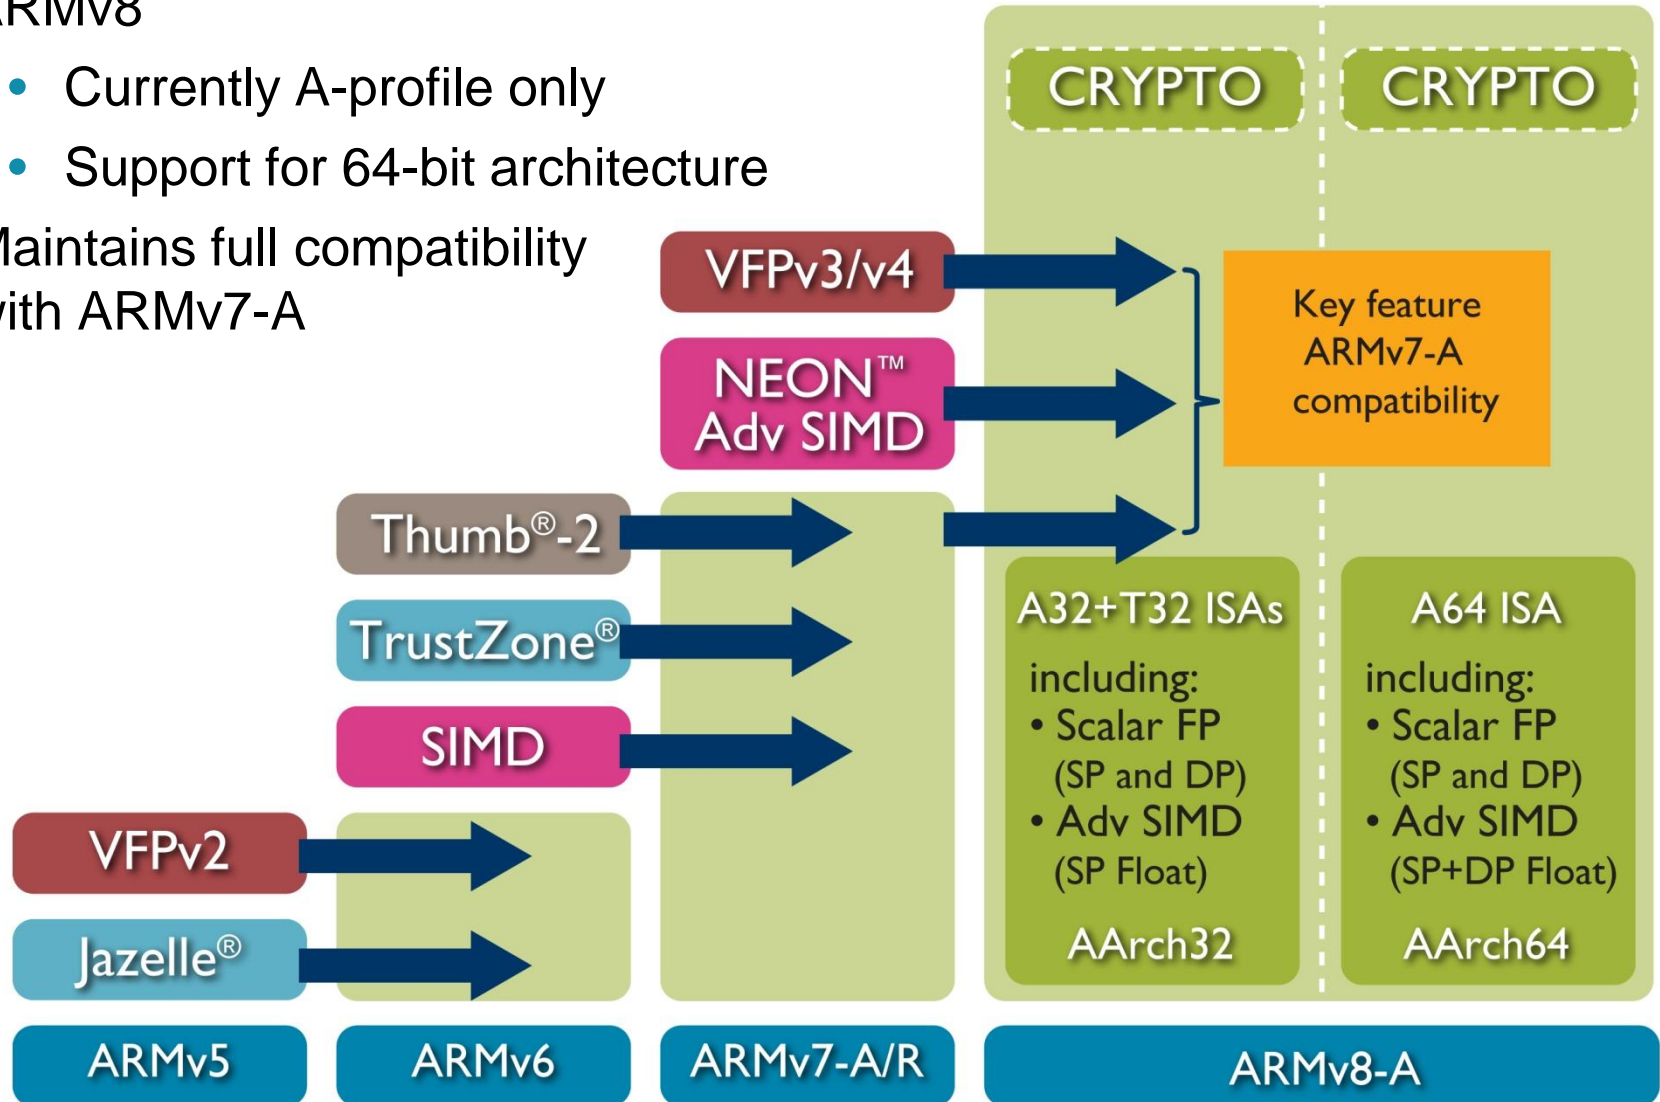 ARMv8
• Currently A-profile only
• Support for 64-bit architecture
Maintains full compatibility
with ARMv7-A
CRYPTO
CRYPTO
VFPv3/v4
NEON™
Adv SIMD
Key feature
ARMv7-A
compatibility
Thumb®-2
TrustZone®
SIMD
VFPv2
Jazelle®
A32+T32 ISAs
including:
• Scalar FP
(SP and DP)
• Adv SIMD
(SP Float)
AArch32
A64 ISA
including:
• Scalar FP
(SP and DP)
• Adv SIMD
(SP+DP Float)
AArch64
ARMv5
ARMv6
ARMv7-A/R
ARMv8-A